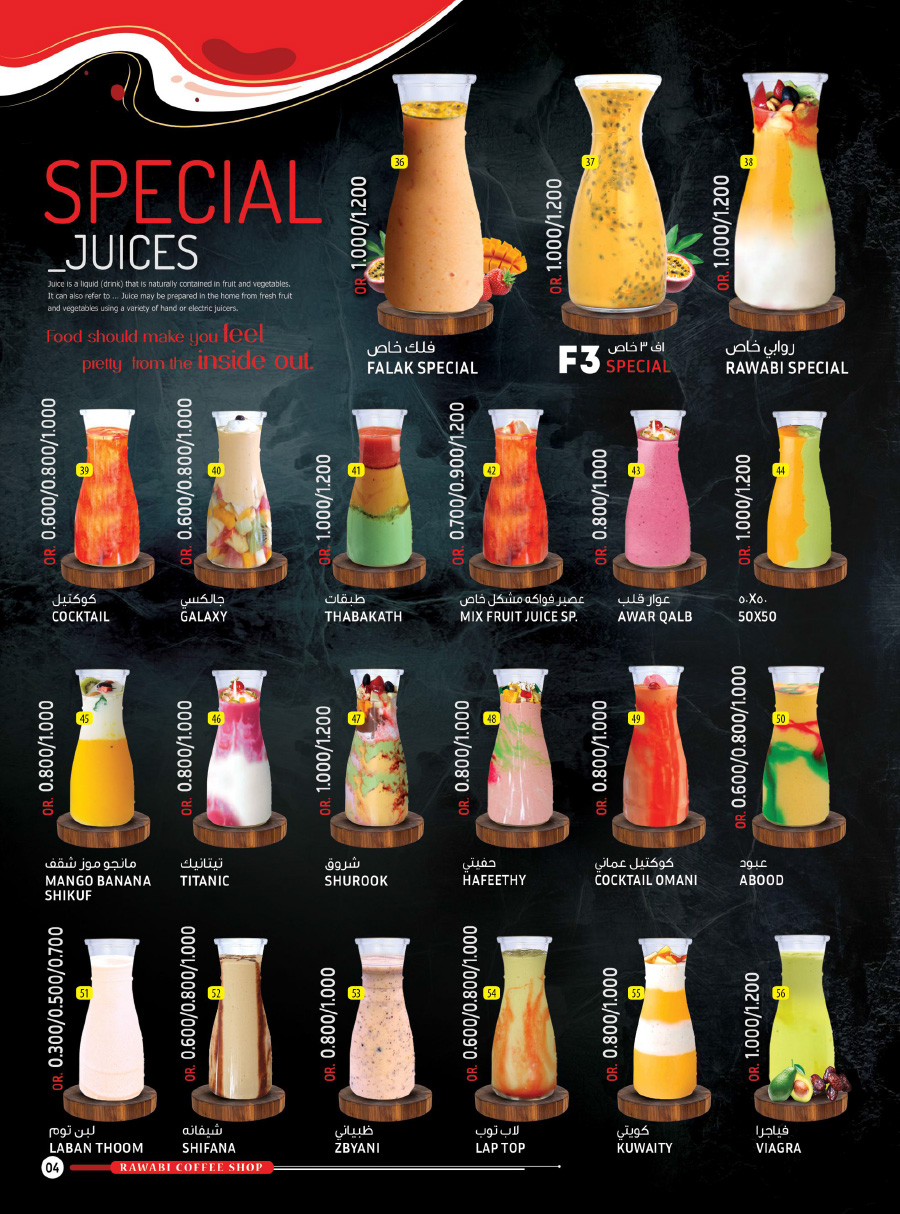 SPECIAL
_JUICES
Juice is a liquid (drink) that is naturally contained in fruit and vegetables.
It can also refer to ... Juice may be prepared in the home from fresh fruit
and vegetables using a variety of hand or electric juicers.
Food should make you feel
pretty from the inside out.
36
OR. 1.000/1.200
فلك خاص
FALAK SPECIAL
37
OR. 1.000/1.200
اف ٣ خاص
F3 SPECIAL
38
OR. 1.000/1.200
روابي خاص
RAWABI SPECIAL
39
OR. 0.600/0.800/1.000
كوكتيل
COCKTAIL
40
OR. 0.600/0.800/1.000
جالكسي
GALAXY
41
OR. 1.000/1.200
طبقات
THABAKATH
42
OR. 0.700/0.900/1.200
عصير فواكه مشكل خاص
MIX FRUIT JUICE SP.
43
OR. 0.800/1.000
عوار قلب
AWAR QALB
44
OR. 1.000/1.200
٥٠X٥٠
50X50
45
OR. 0.800/1.000
مانجو موز شقف
MANGO BANANA
SHIKUF
46
OR. 0.800/1.000
تيتانيك
TITANIC
47
OR. 1.000/1.200
شروق
SHUROOK
48
OR. 0.800/1.000
حفيتي
HAFEETHY
49
OR. 0.800/1.000
كوكتيل عماني
COCKTAIL OMANI
50
OR. 0.600/0.800/1.000
عبود
ABOOD
51
OR. 0.300/0.500/0.700
لبن توم
LABAN THOOM
52
OR. 0.600/0.800/1.000
شيفانه
SHIFANA
53
OR. 0.800/1.000
ظبياني
ZBYANI
54
OR. 0.600/0.800/1.000
لاب توب
LAP TOP
55
OR. 0.800/1.000
كويتي
KUWAITY
56
OR. 1.000/1.200
فياجرا
VIAGRA
04
RAWABI COFFEE SHOP